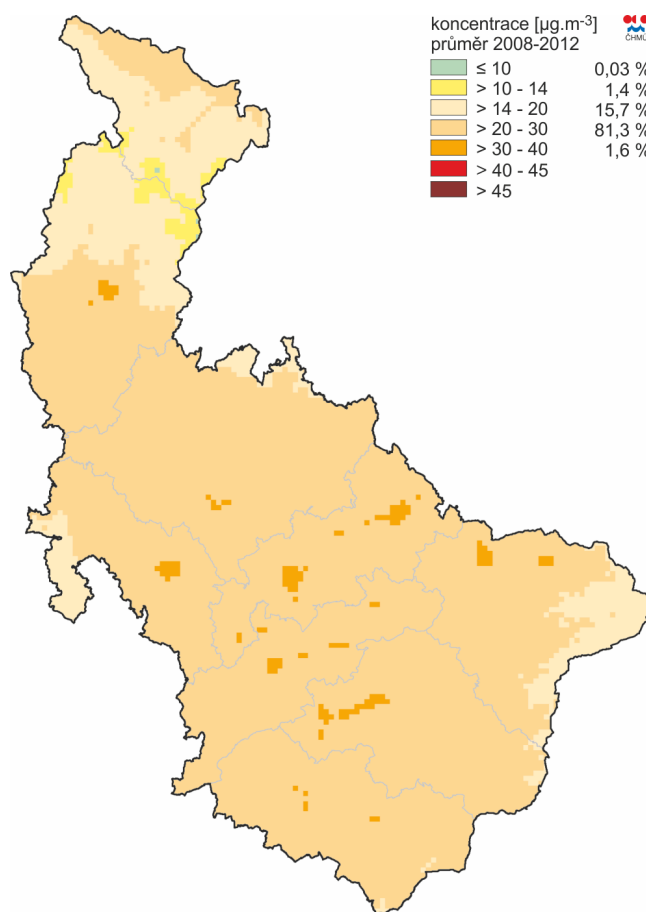 koncentrace [µg.m-3]
průměr 2008-2012
ČHMÚ
≤ 10 0,03 %
> 10 - 14 1,4 %
> 14 - 20 15,7 %
> 20 - 30 81,3 %
> 30 - 40 1,6 %
> 40 - 45
> 45